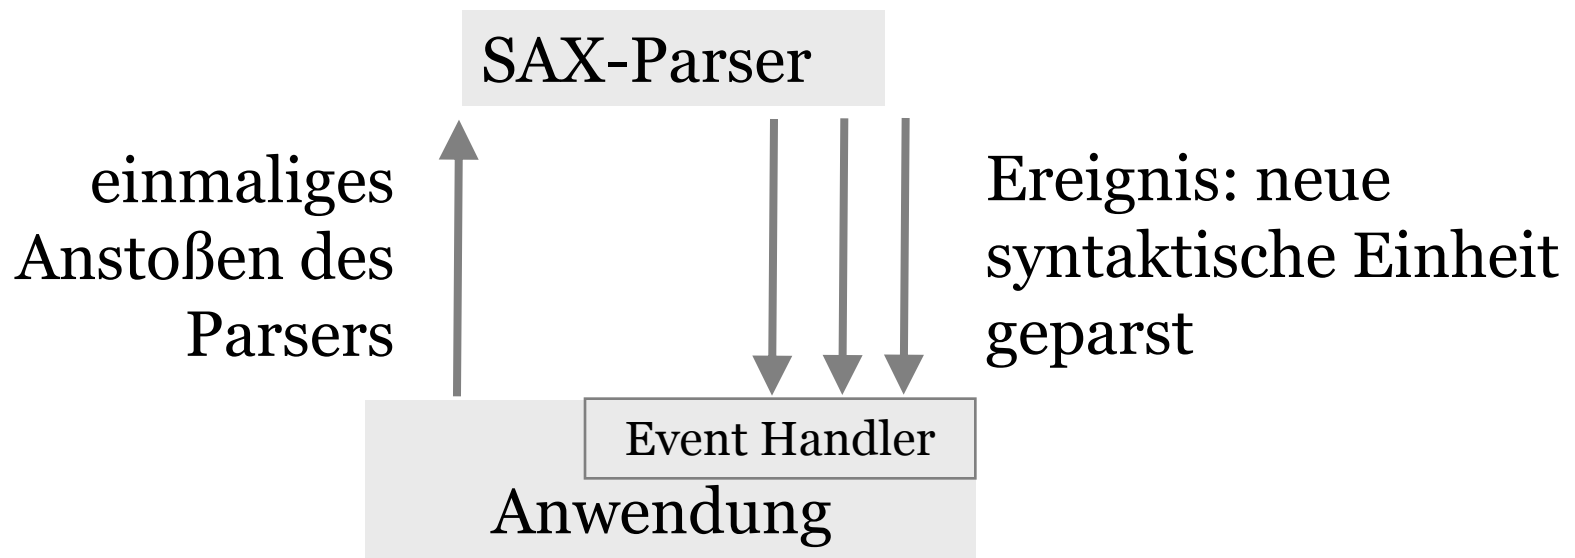 SAX-Parser
einmaliges
Anstoßen des
Parsers
Ereignis: neue
syntaktische Einheit
geparst
Event Handler
Anwendung